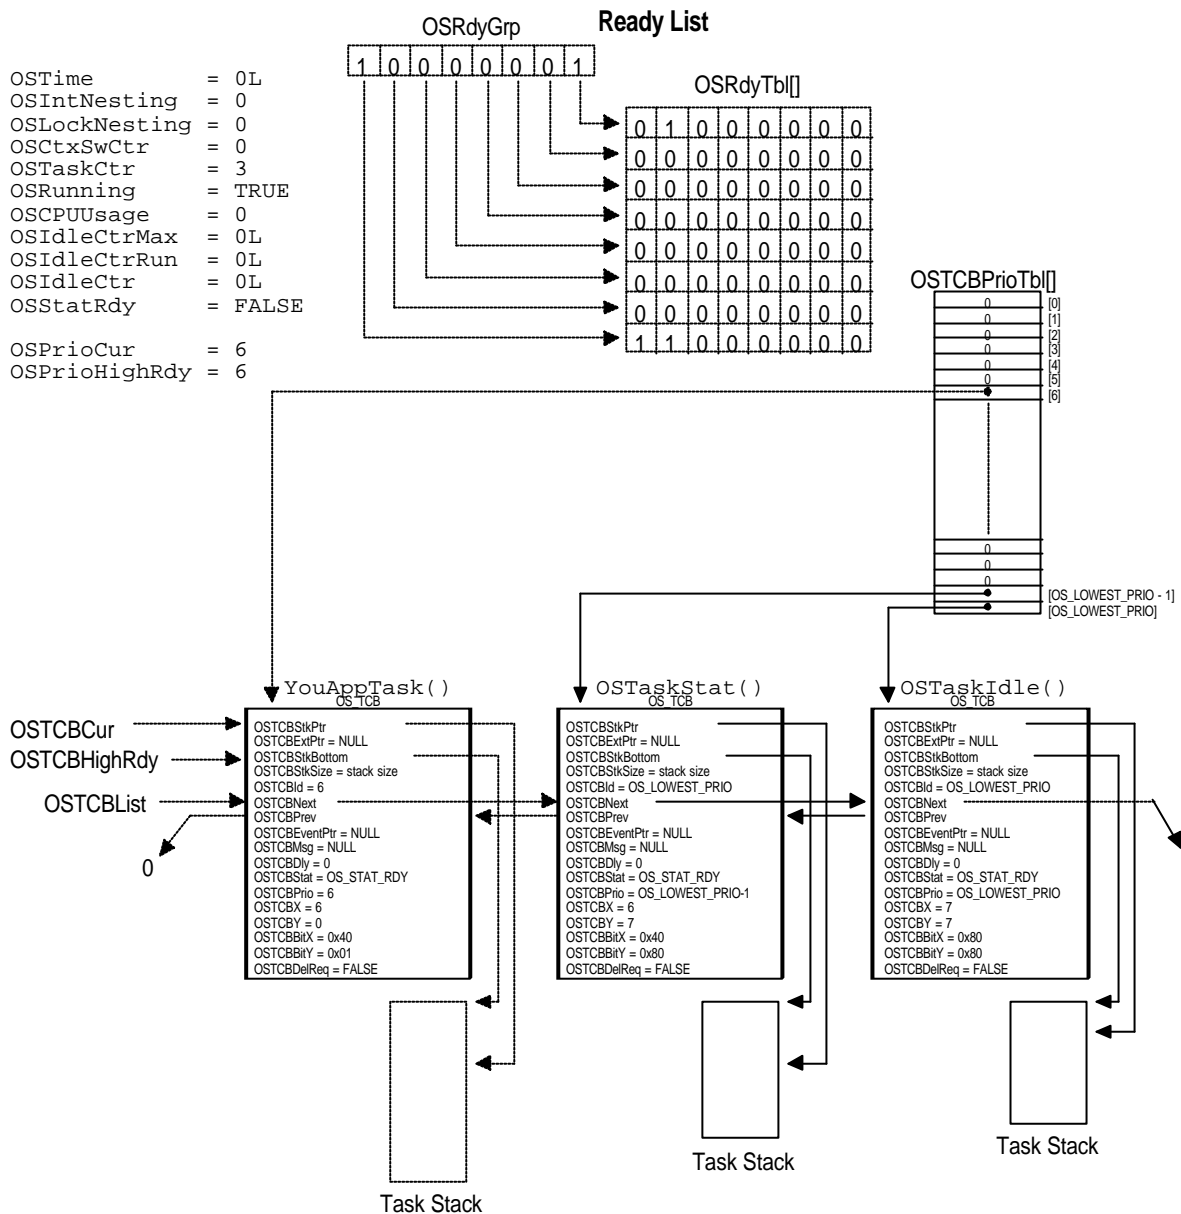 Ready List
OSRdyGrp
1 0 0 0 0 0 0 1
OSTime = 0L
OSIntNesting = 0
OSLockNesting = 0
OSCtxSwCtr = 0
OSTaskCtr = 3
OSRunning = TRUE
OSCPUUsage = 0
OSIdleCtrMax = 0L
OSIdleCtrRun = 0L
OSIdleCtr = 0L
OSStatRdy = FALSE
OSPrioCur = 6
OSPrioHighRdy = 6
OSRdyTbl[]
0 1 0 0 0 0 0 0
0 0 0 0 0 0 0 0
0 0 0 0 0 0 0 0
0 0 0 0 0 0 0 0
0 0 0 0 0 0 0 0
0 0 0 0 0 0 0 0
0 0 0 0 0 0 0 0
1 1 0 0 0 0 0 0
OSTCBPrioTbl[]
0 [0]
0 [1]
0 [2]
0 [3]
0 [4]
0 [5]
[6]
0
0
0
[OS_LOWEST_PRIO - 1]
[OS_LOWEST_PRIO]
OSTCBCur
OSTCBHighRdy
OSTCBList
0
YouAppTask()
OS_TCB
OSTCBStkPtr
OSTCBExtPtr = NULL
OSTCBStkBottom
OSTCBStkSize = stack size
OSTCBId = 6
OSTCBNext
OSTCBPrev
OSTCBEventPtr = NULL
OSTCBMsg = NULL
OSTCBDly = 0
OSTCBStat = OS_STAT_RDY
OSTCBPrio = 6
OSTCBX = 6
OSTCBY = 0
OSTCBBitX = 0x40
OSTCBBitY = 0x01
OSTCBDelReq = FALSE
Task Stack
OSTaskStat()
OS_TCB
OSTCBStkPtr
OSTCBExtPtr = NULL
OSTCBStkBottom
OSTCBStkSize = stack size
OSTCBId = OS_LOWEST_PRIO
OSTCBNext
OSTCBPrev
OSTCBEventPtr = NULL
OSTCBMsg = NULL
OSTCBDly = 0
OSTCBStat = OS_STAT_RDY
OSTCBPrio = OS_LOWEST_PRIO-1
OSTCBX = 6
OSTCBY = 7
OSTCBBitX = 0x40
OSTCBBitY = 0x80
OSTCBDelReq = FALSE
Task Stack
OSTaskIdle()
OS_TCB
OSTCBStkPtr
OSTCBExtPtr = NULL
OSTCBStkBottom
OSTCBStkSize = stack size
OSTCBId = OS_LOWEST_PRIO
OSTCBNext
OSTCBPrev
OSTCBEventPtr = NULL
OSTCBMsg = NULL
OSTCBDly = 0
OSTCBStat = OS_STAT_RDY
OSTCBPrio = OS_LOWEST_PRIO
OSTCBX = 7
OSTCBY = 7
OSTCBBitX = 0x80
OSTCBBitY = 0x80
OSTCBDelReq = FALSE
Task Stack